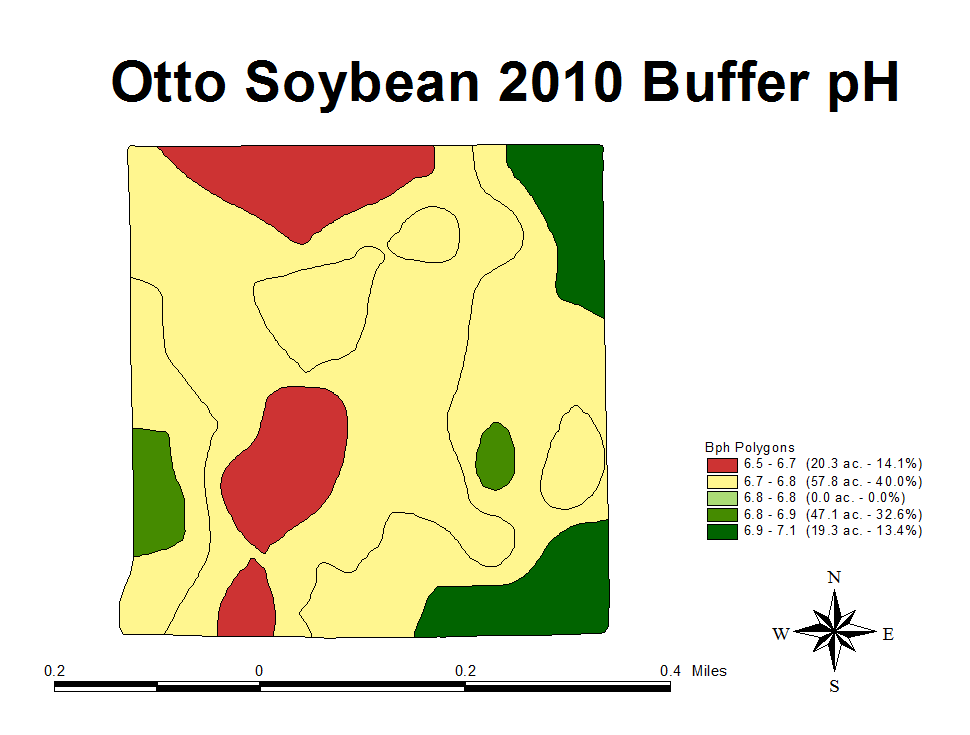 Otto Soybean 2010 Buffer pH
Bph Polygons
6.5 - 6.7 (20.3 ac. - 14.1%)
6.7 - 6.8 (57.8 ac. - 40.0%)
6.8 - 6.8 (0.0 ac. - 0.0%)
6.8 - 6.9 (47.1 ac. - 32.6%)
6.9 - 7.1 (19.3 ac. - 13.4%)
N
W E
S
0.2 0 0.2 0.4 Miles